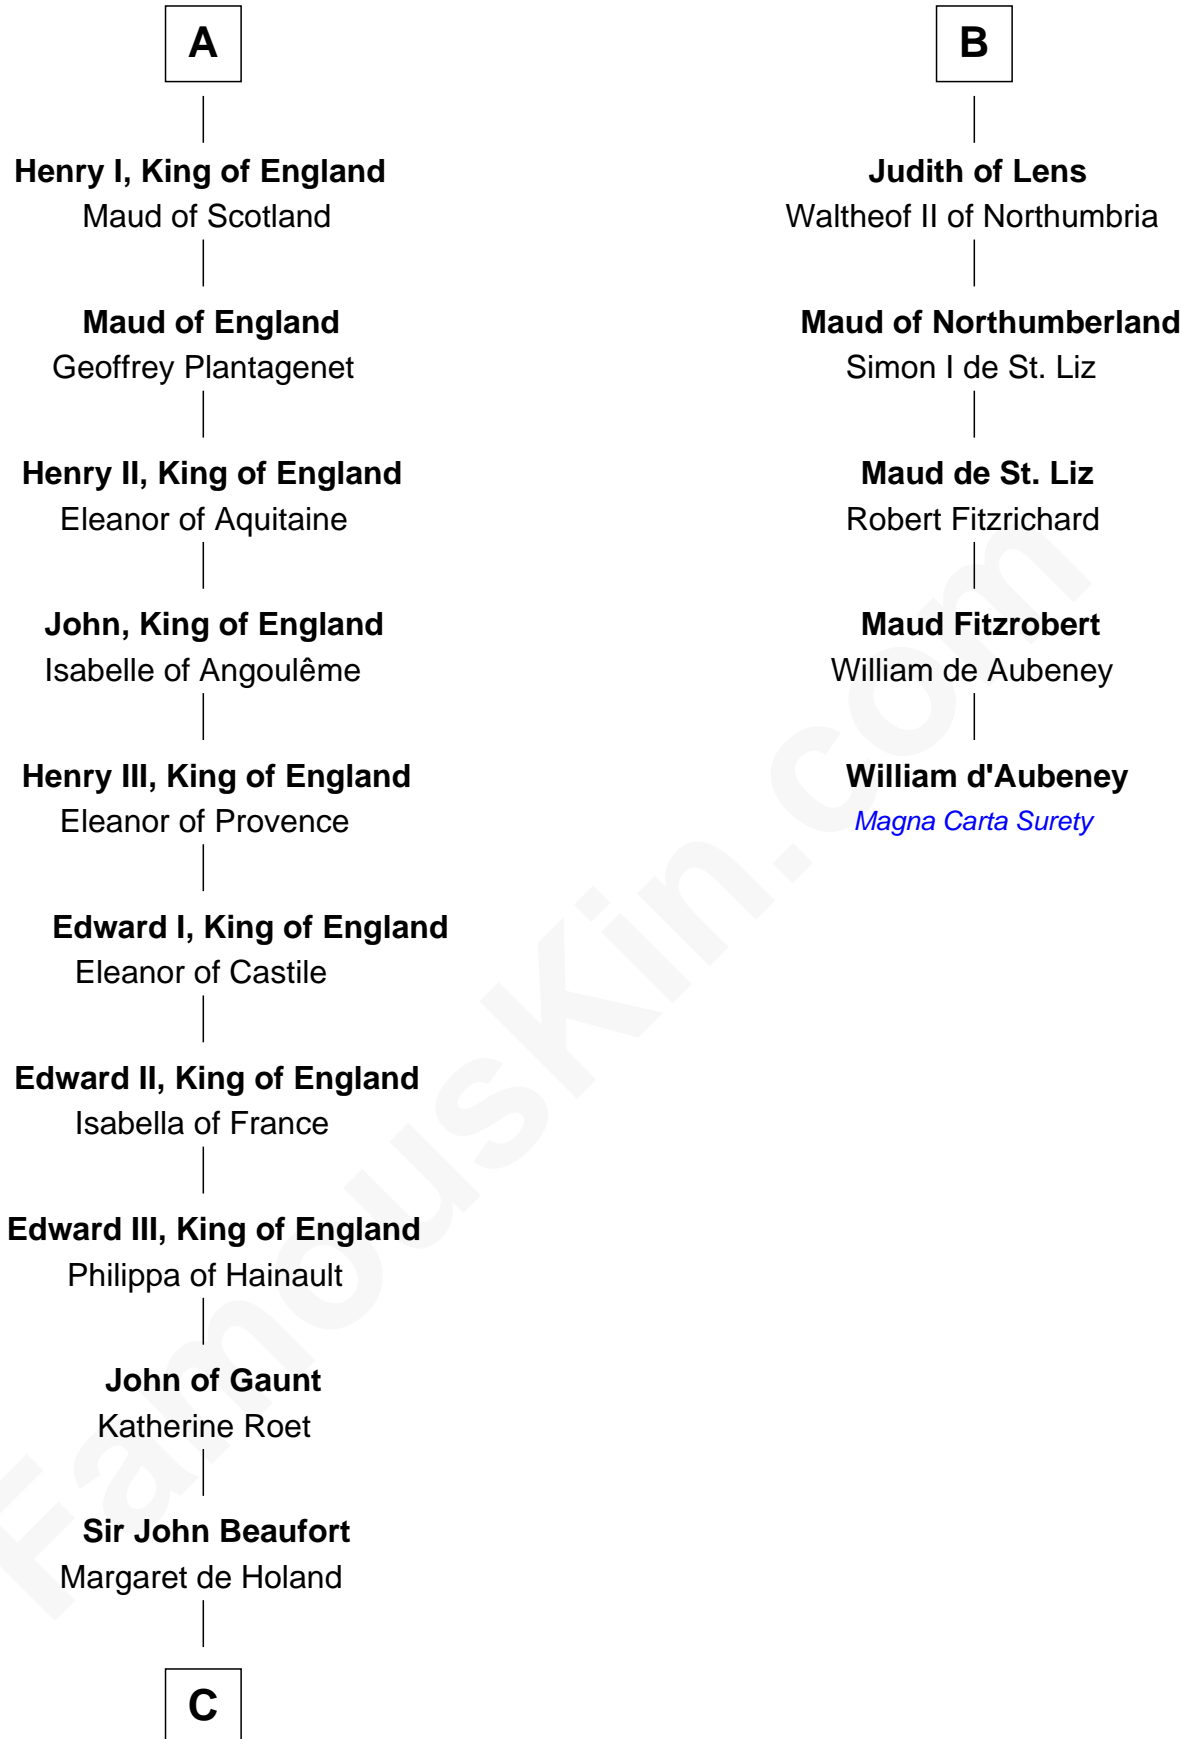 A
Henry I, King of England
Maud of Scotland
Maud of England
Geoffrey Plantagenet
Henry II, King of England
Eleanor of Aquitaine
John, King of England
Isabelle of Angoulême
Henry III, King of England
Eleanor of Provence
Edward I, King of England
Eleanor of Castile
Edward II, King of England
Isabella of France
Edward III, King of England
Philippa of Hainault
John of Gaunt
Katherine Roet
Sir John Beaufort
Margaret de Holand
C
B
Judith of Lens
Waltheof II of Northumbria
Maud of Northumberland
Simon I de St. Liz
Maud de St. Liz
Robert Fitzrichard
Maud Fitzrobert
William de Aubeney
William d'Aubeney
Magna Carta Surety
FamousKin.com